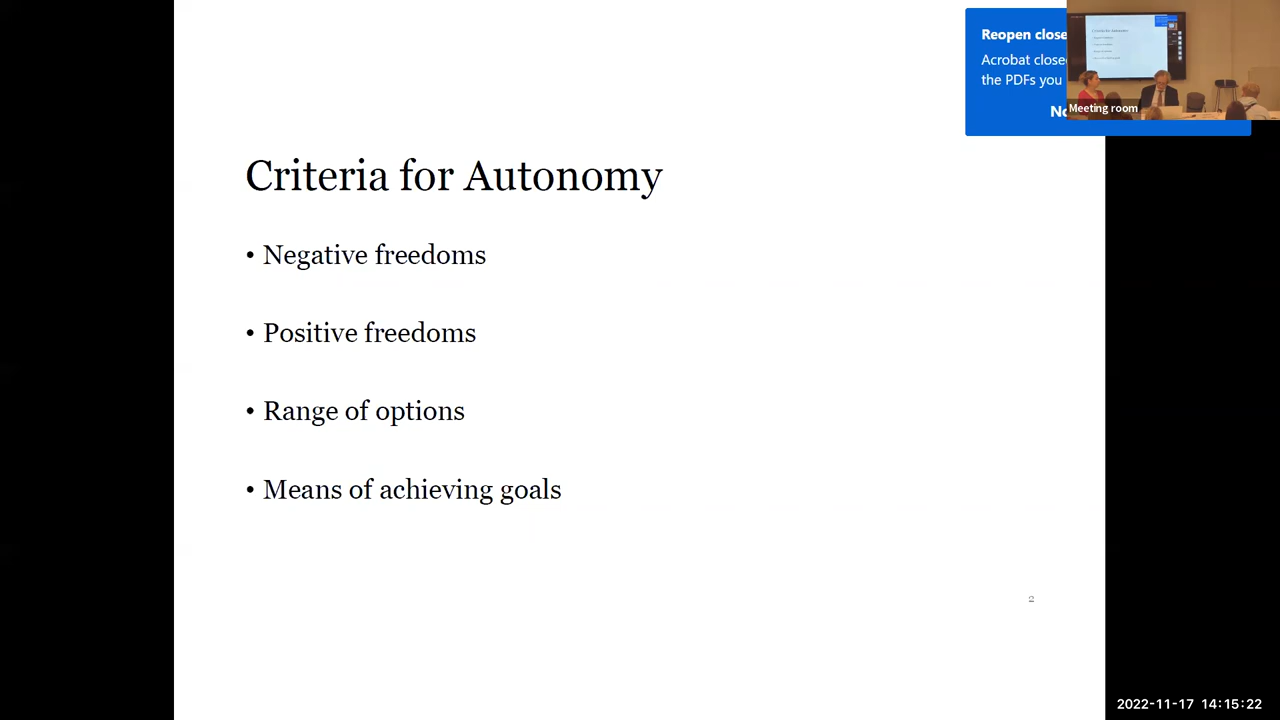 Reopen close
Acrobat close
the PDFs you
Meeting room
Criteria for Autonomy
• Negative freedoms
• Positive freedoms
• Range of options
• Means of achieving goals
2022-11-17 14:15:22